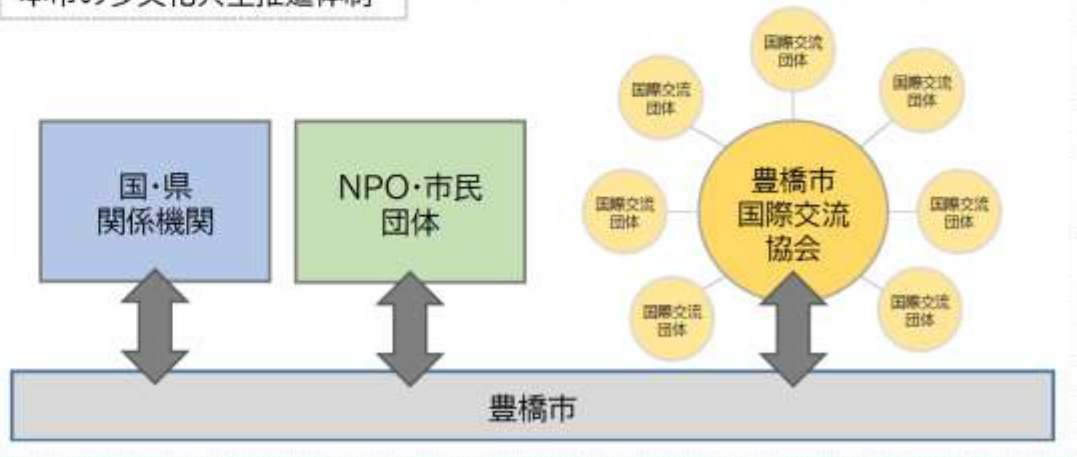 国・県
関係機関
NPO・市民
団体
豊橋市
国際交流
協会
国際交流
団体
国際交流
団体
国際交流
団体
国際交流
団体
国際交流
団体
国際交流
団体
国際交流
団体
豊橋市